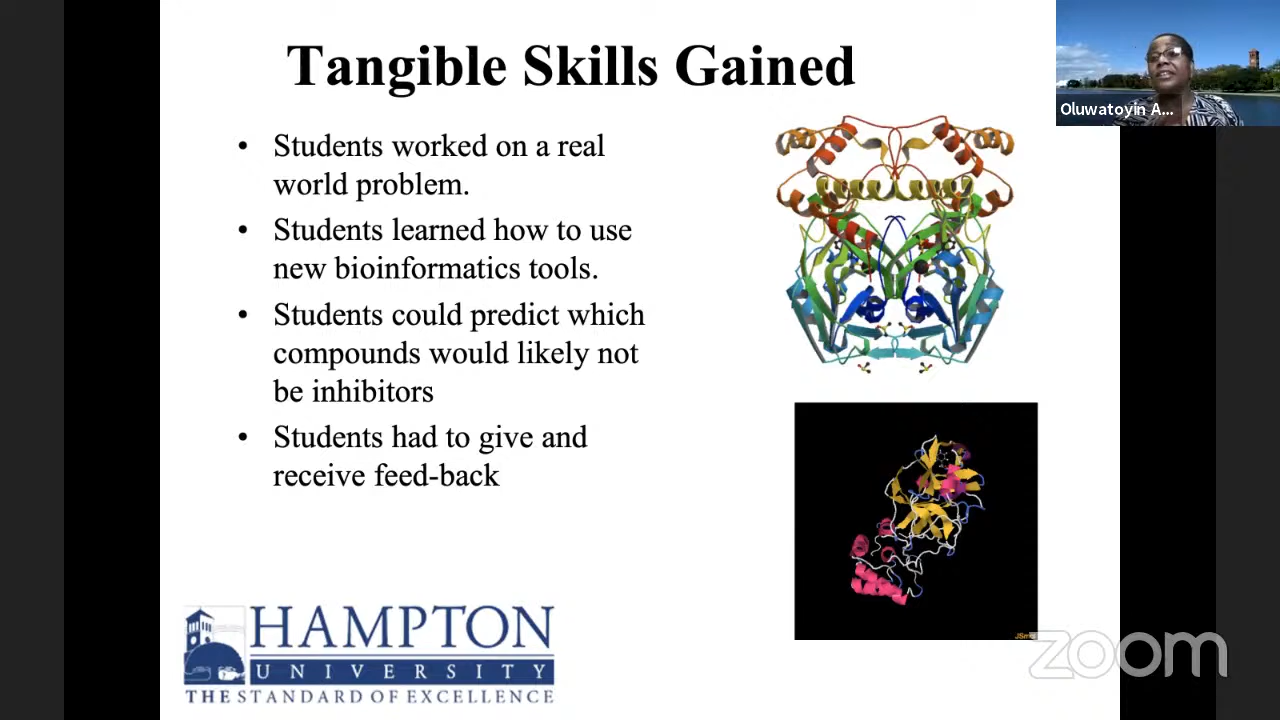 Tangible Skills Gained
Oluwatoyin A...
• Students worked on a real
world problem.
• Students learned how to use
new bioinformatics tools.
• Students could predict which
compounds would likely not
be inhibitors
• Students had to give and
receive feed-back
HAMPTON
UNIVERSITY
THE STANDARD OF EXCELLENCE
zoom